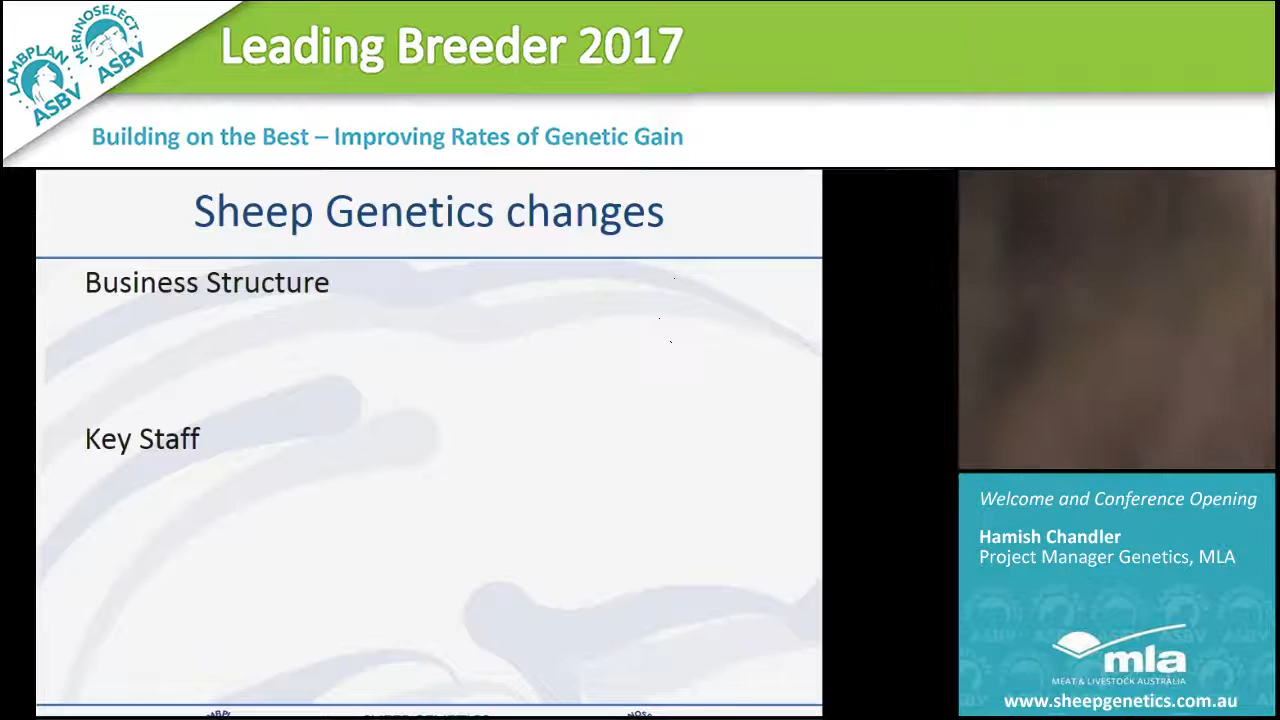 LAMBPLAN
ASBV
MERINOSELECT
ASBV
Leading Breeder 2017
Building on the Best – Improving Rates of Genetic Gain
Sheep Genetics changes
Business Structure
Key Staff
Welcome and Conference Opening
Hamish Chandler
Project Manager Genetics, MLA
mla
MEAT & LIVESTOCK AUSTRALIA
www.sheepgenetics.com.au